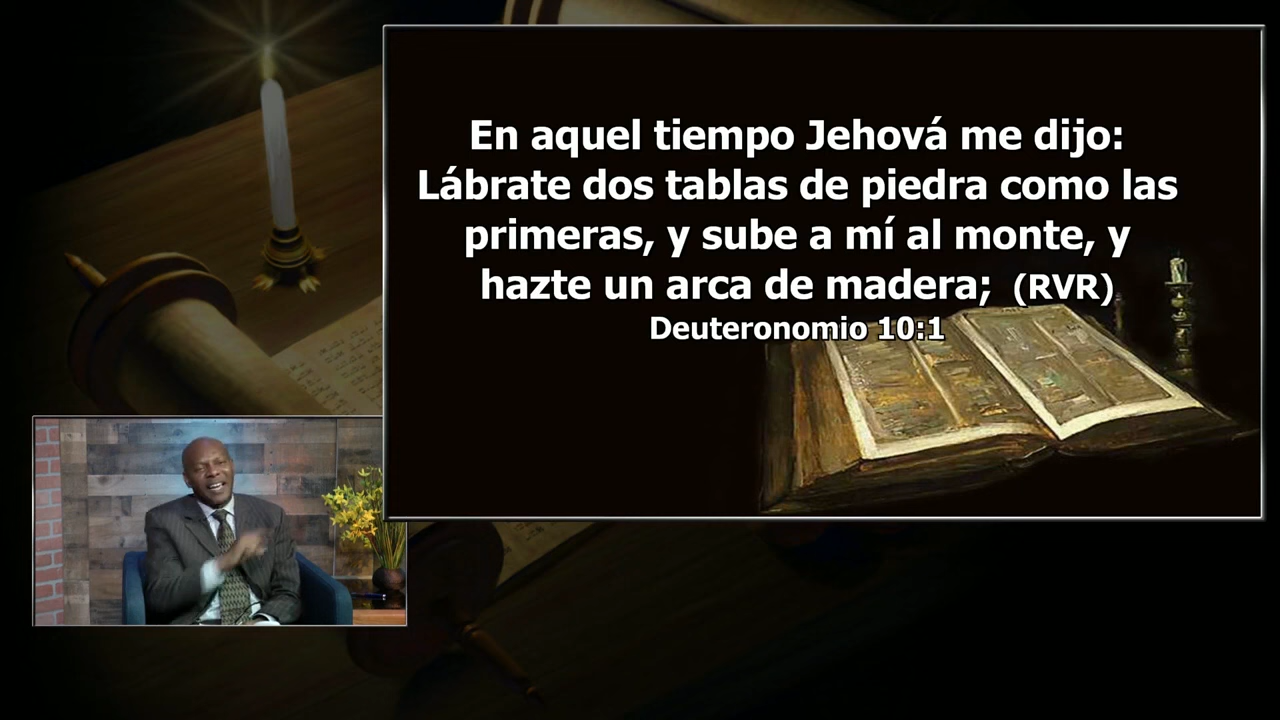 En aquel tiempo Jehová me dijo:
Lábrate dos tablas de piedra como las
primeras, y sube a mí al monte, y
hazte un arca de madera; (RVR)
Deuteronomio 10:1